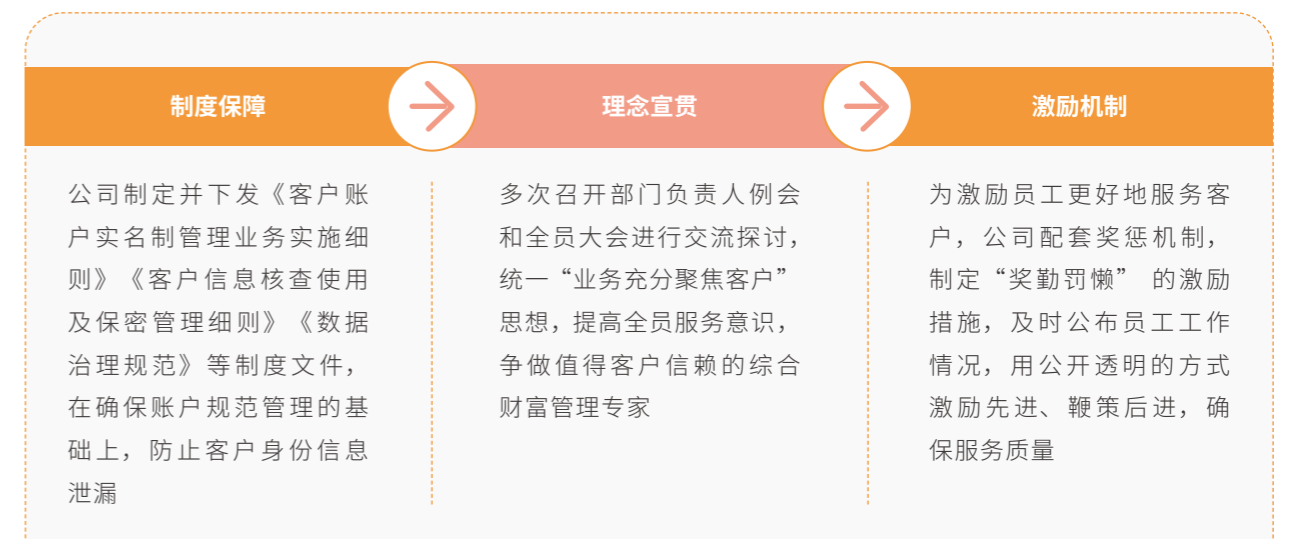 制度保障
理念宣贯
激励机制
公司制定并下发《客户账
户实名制管理业务实施细
则》《客户信息核查使用
及保密管理细则》《数据
治理规范》等制度文件，
在确保账户规范管理的基
础上，防止客户身份信息
泄漏
多次召开部门负责人例会
和全员大会进行交流探讨，
统一“业务充分聚焦客户”
思想，提高全员服务意识，
争做值得客户信赖的综合
财富管理专家
为激励员工更好地服务客
户，公司配套奖惩机制，
制定“奖勤罚懒” 的激励
措施，及时公布员工工作
情况，用公开透明的方式
激励先进、鞭策后进，确
保服务质量